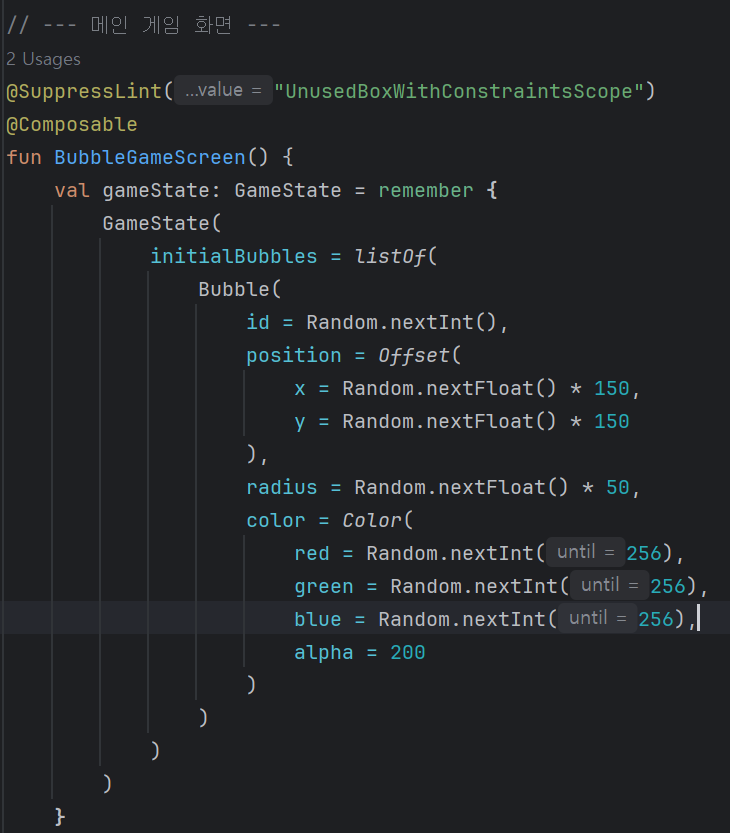 // --- 메인 게임 화면 ---
2 Usages
@SuppressLint(...value = "UnusedBoxWithConstraintsScope")
@Composable
fun BubbleGameScreen() {
    val gameState: GameState = remember {
        GameState(
            initialBubbles = listOf(
                Bubble(
                    id = Random.nextInt(),
                    position = Offset(
                        x = Random.nextFloat() * 150,
                        y = Random.nextFloat() * 150
                    ),
                    radius = Random.nextFloat() * 50,
                    color = Color(
                        red = Random.nextInt(until = 256),
                        green = Random.nextInt(until = 256),
                        blue = Random.nextInt(until = 256),
                        alpha = 200
                    )
                )
            )
        )
    }